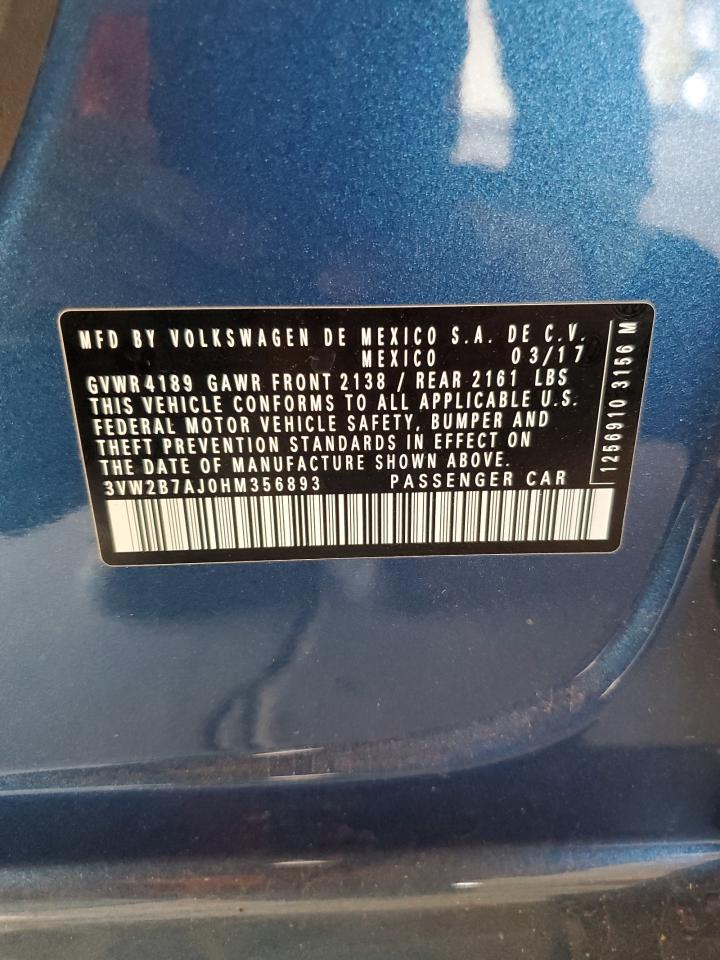 MFD BY VOLKSWAGEN DE MEXICO S.A. DE C.V.
MEXICO 03/17
GVWR 4189 GAWR FRONT 2138 / REAR 2161 LBS
THIS VEHICLE CONFORMS TO ALL APPLICABLE U.S.
FEDERAL MOTOR VEHICLE SAFETY, BUMPER AND
THEFT PREVENTION STANDARDS IN EFFECT ON
THE DATE OF MANUFACTURE SHOWN ABOVE.
3VW2B7AJ0HM356893 PASSENGER CAR
1256910 3156 M